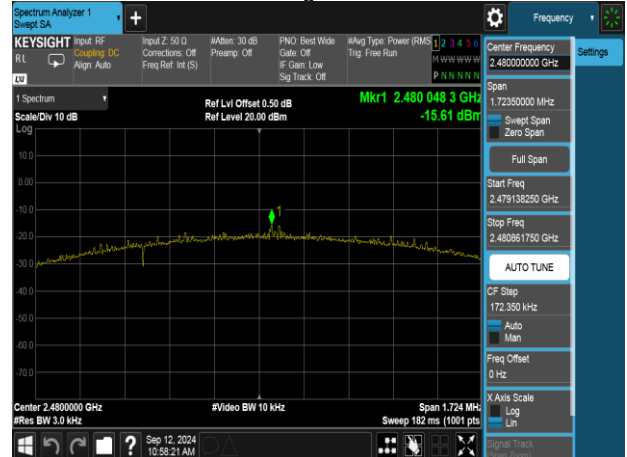 Spectrum Analyzer 1
Swept SA
+
Frequency
KEYSIGHT
R L
Input: RF
Coupling: DC
Align: Auto
Input Z: 50 Ω
Corrections: Off
Freq Ref: Int (S)
#Atten: 30 dB
Preamp: Off
PNO: Best Wide
Gate: Off
IF Gain: Low
Sig Track: Off
#Avg Type: Power (RMS
Trig: Free Run
1 2 3 4 5 6
M W W W W W
P N N N N N
1 Spectrum
Scale/Div 10 dB
Log
Ref Lvl Offset 0.50 dB
Ref Level 20.00 dBm
Mkr1 2.480 048 3 GHz
-15.61 dBm
10.0
0.00
-10.0
-20.0
-30.0
-40.0
-50.0
-60.0
-70.0
1
Center 2.4800000 GHz
#Res BW 3.0 kHz
#Video BW 10 kHz
Span 1.724 MHz
Sweep 182 ms (1001 pts
Sep 12, 2024
10:58:21 AM
?
Center Frequency
2.480000000 GHz
Settings
Span
1.72350000 MHz
Swept Span
Zero Span
Full Span
Start Freq
2.479138250 GHz
Stop Freq
2.480861750 GHz
AUTO TUNE
CF Step
172.350 kHz
Auto
Man
Freq Offset
0 Hz
X Axis Scale
Log
Lin
Signal Track
(Span Zoom)